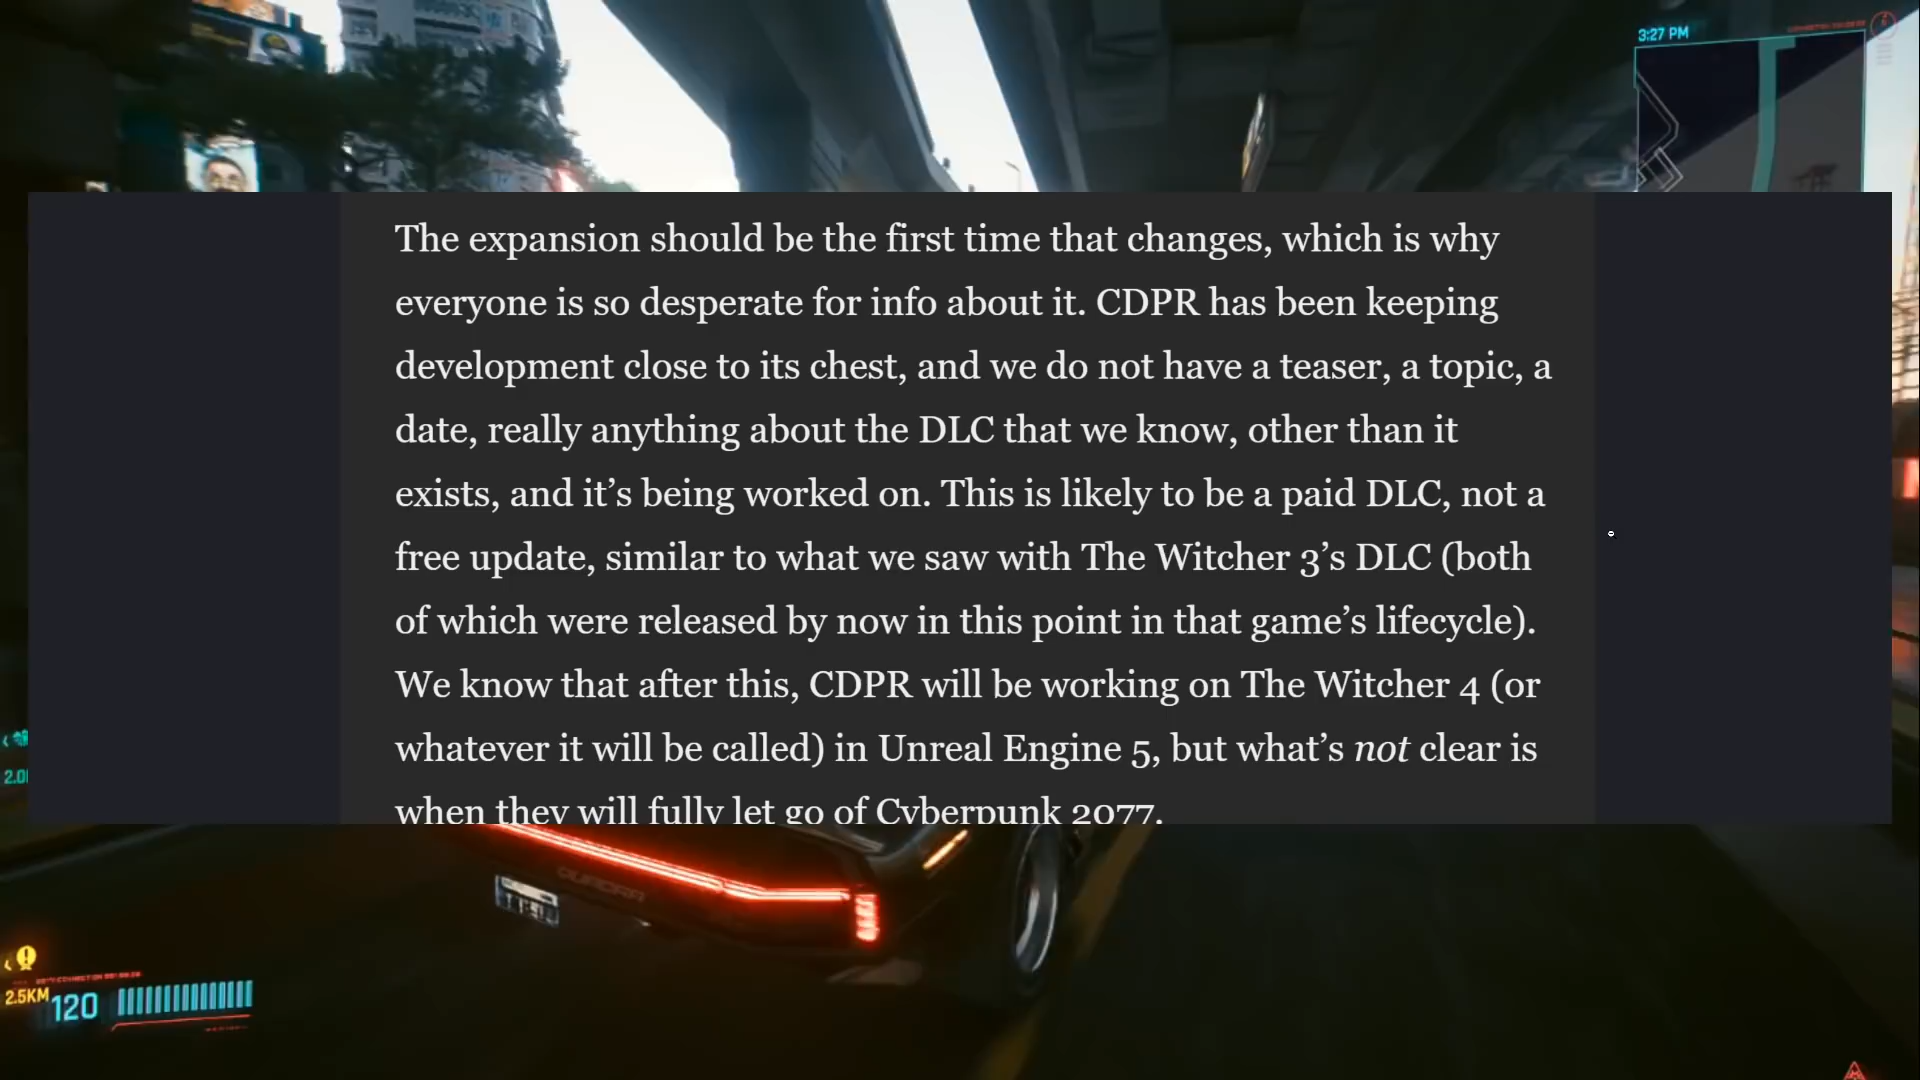 3:27 PM
The expansion should be the first time that changes, which is why
everyone is so desperate for info about it. CDPR has been keeping
development close to its chest, and we do not have a teaser, a topic, a
date, really anything about the DLC that we know, other than it
exists, and it’s being worked on. This is likely to be a paid DLC, not a
free update, similar to what we saw with The Witcher 3’s DLC (both
of which were released by now in this point in that game’s lifecycle).
We know that after this, CDPR will be working on The Witcher 4 (or
whatever it will be called) in Unreal Engine 5, but what’s not clear is
when they will fully let go of Cyberpunk 2077.
QUADRA
2.5KM
120